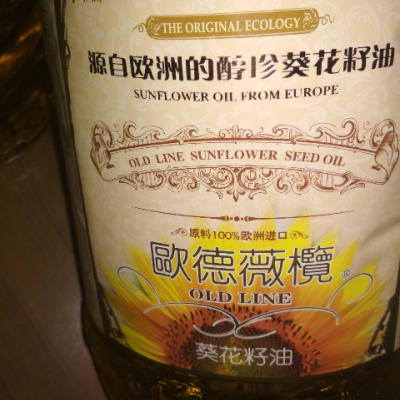 THE ORIGINAL ECOLOGY
源自欧洲的醇珍葵花籽油
SUNFLOWER OIL FROM EUROPE
OLD LINE SUNFLOWER SEED OIL
原料100%欧洲进口
歐德薇欖®
OLD LINE
葵花籽油